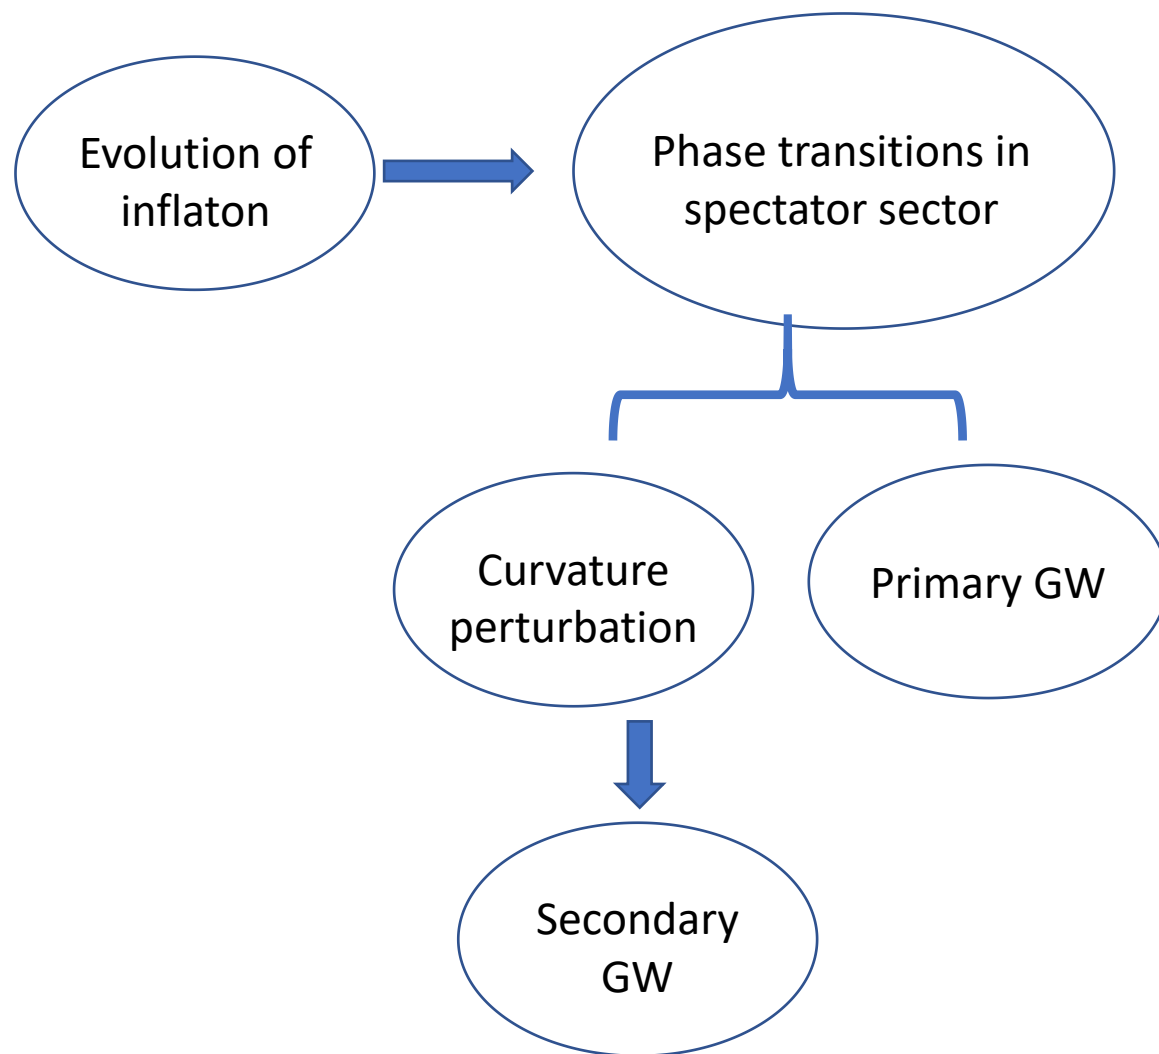 Evolution of
inflaton
Phase transitions in
spectator sector
Curvature
perturbation
Primary GW
Secondary
GW